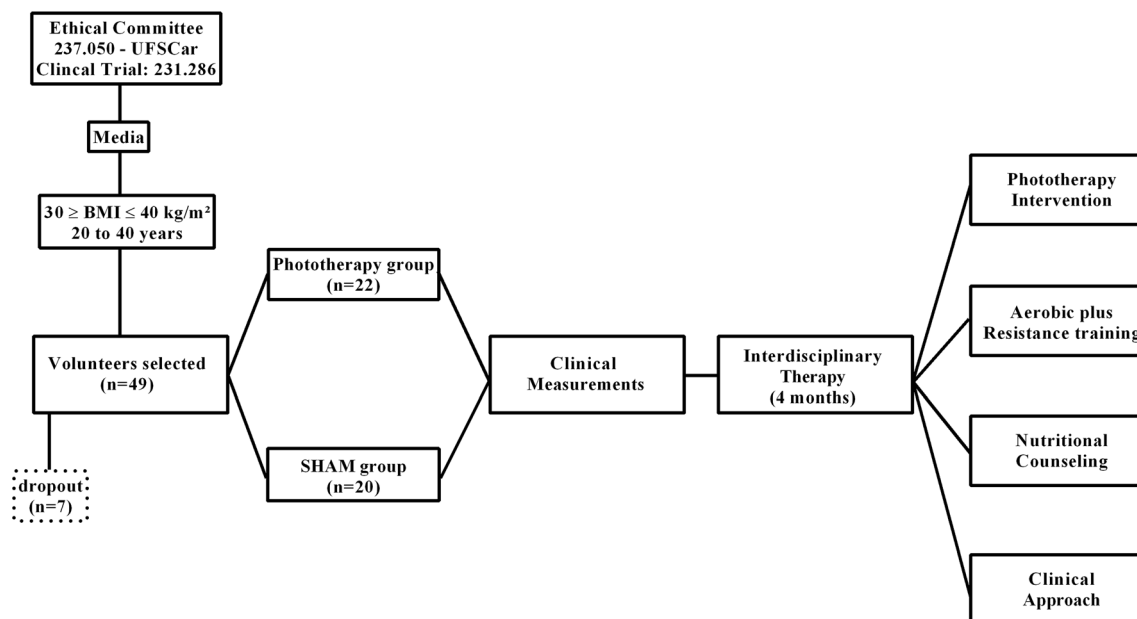 Ethical Committee
237.050 - UFSCar
Clincal Trial: 231.286
Media
30 ≥ BMI ≤ 40 kg/m²
20 to 40 years
Volunteers selected
(n=49)
dropout
(n=7)
Phototherapy group
(n=22)
SHAM group
(n=20)
Clinical
Measurements
Interdisciplinary
Therapy
(4 months)
Phototherapy
Intervention
Aerobic plus
Resistance training
Nutritional
Counseling
Clinical
Approach